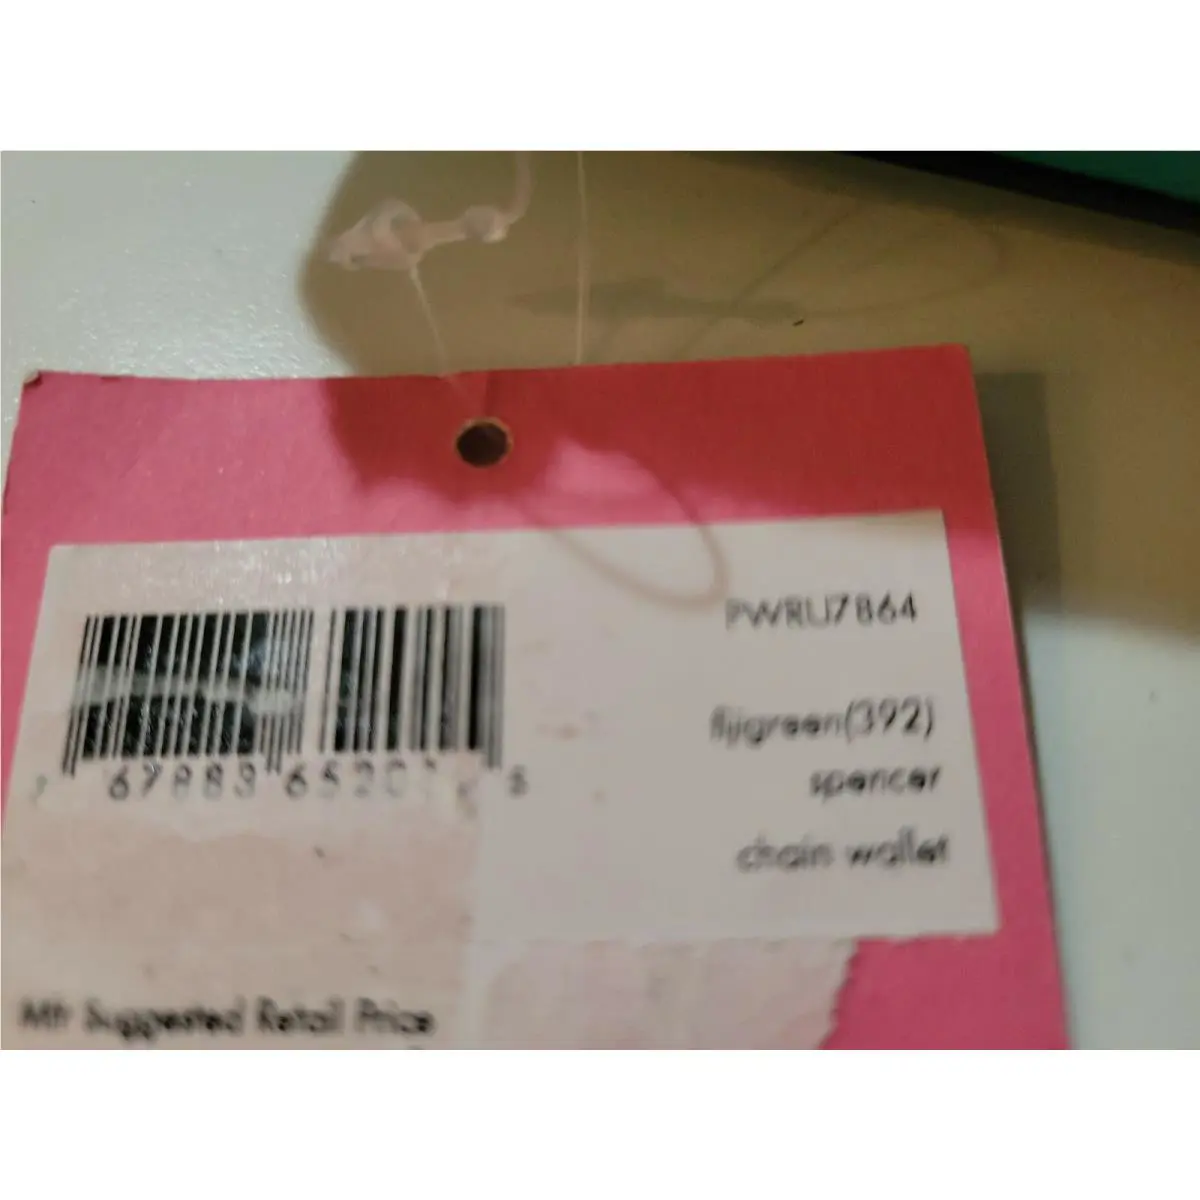 PWRU7864
fijigreen(392)
spencer
chain wallet
Mfr Suggested Retail Price